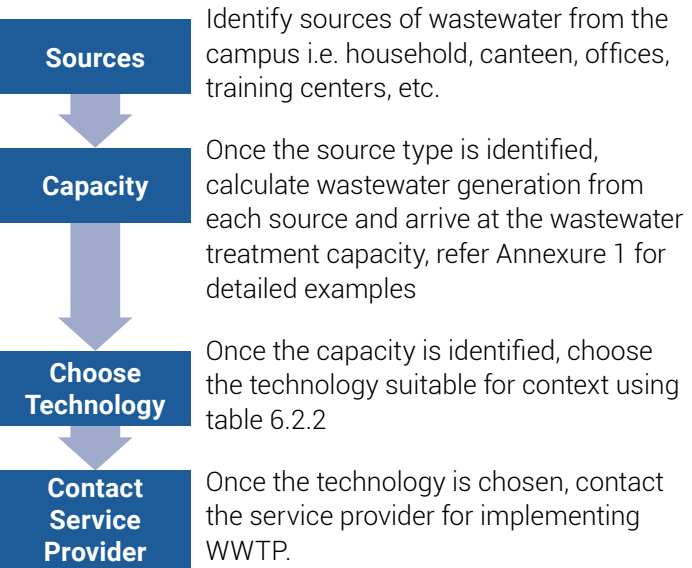 Sources
Identify sources of wastewater from the
campus i.e. household, canteen, offices,
training centers, etc.
Capacity
Once the source type is identified,
calculate wastewater generation from
each source and arrive at the wastewater
treatment capacity, refer Annexure 1 for
detailed examples
Choose
Technology
Once the capacity is identified, choose
the technology suitable for context using
table 6.2.2
Contact
Service
Provider
Once the technology is chosen, contact
the service provider for implementing
WWTP.